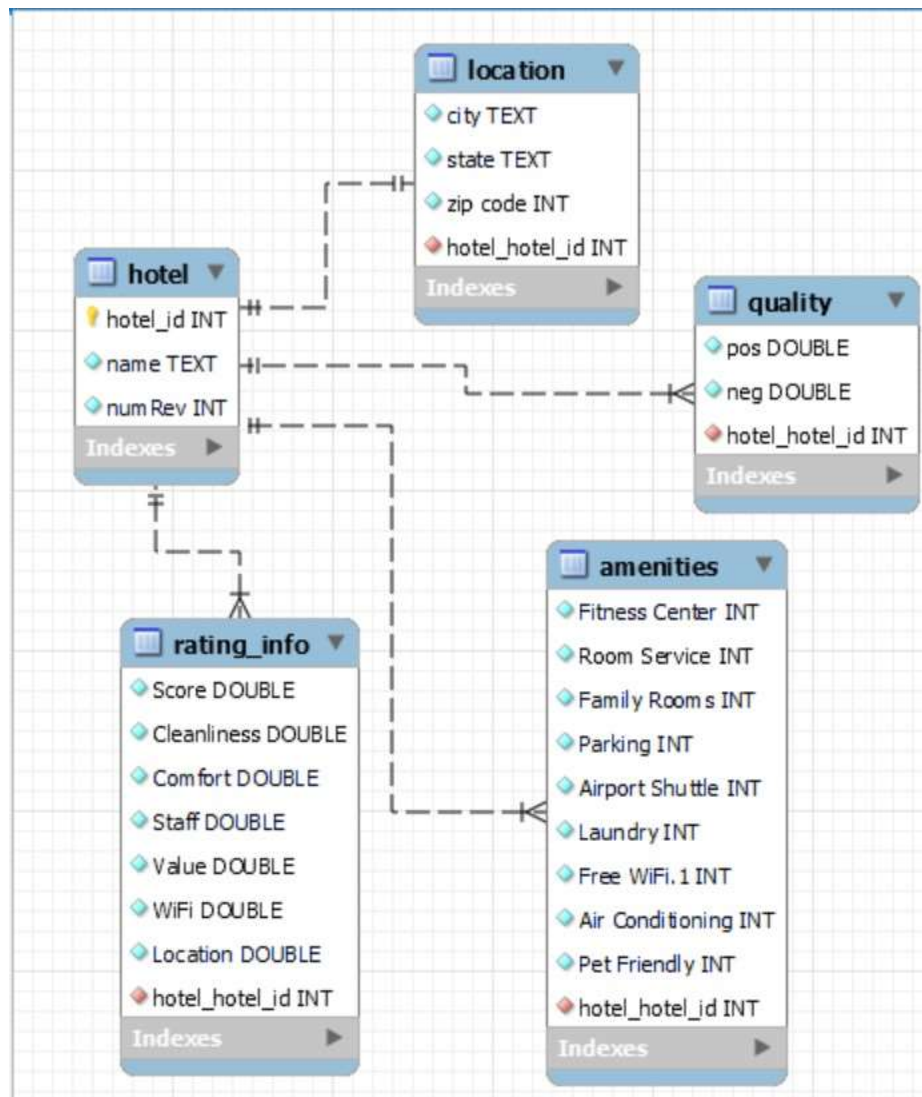 location
city TEXT
state TEXT
zip code INT
hotel_hotel_id INT
Indexes
hotel
hotel_id INT
name TEXT
numRev INT
Indexes
quality
pos DOUBLE
neg DOUBLE
hotel_hotel_id INT
Indexes
rating_info
Score DOUBLE
Cleanliness DOUBLE
Comfort DOUBLE
Staff DOUBLE
Value DOUBLE
WiFi DOUBLE
Location DOUBLE
hotel_hotel_id INT
Indexes
amenities
Fitness Center INT
Room Service INT
Family Rooms INT
Parking INT
Airport Shuttle INT
Laundry INT
Free WiFi.1 INT
Air Conditioning INT
Pet Friendly INT
hotel_hotel_id INT
Indexes